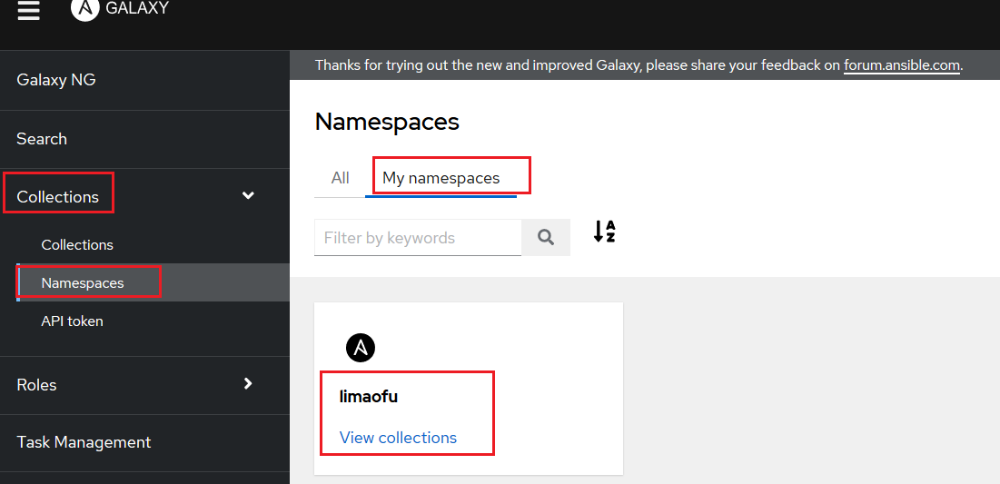 GALAXY
Thanks for trying out the new and improved Galaxy, please share your feedback on forum.ansible.com.
Galaxy NG
Search
Collections
Collections
Namespaces
API token
Roles
Task Management
Namespaces
All My namespaces
Filter by keywords
A
Z
limaofu
View collections